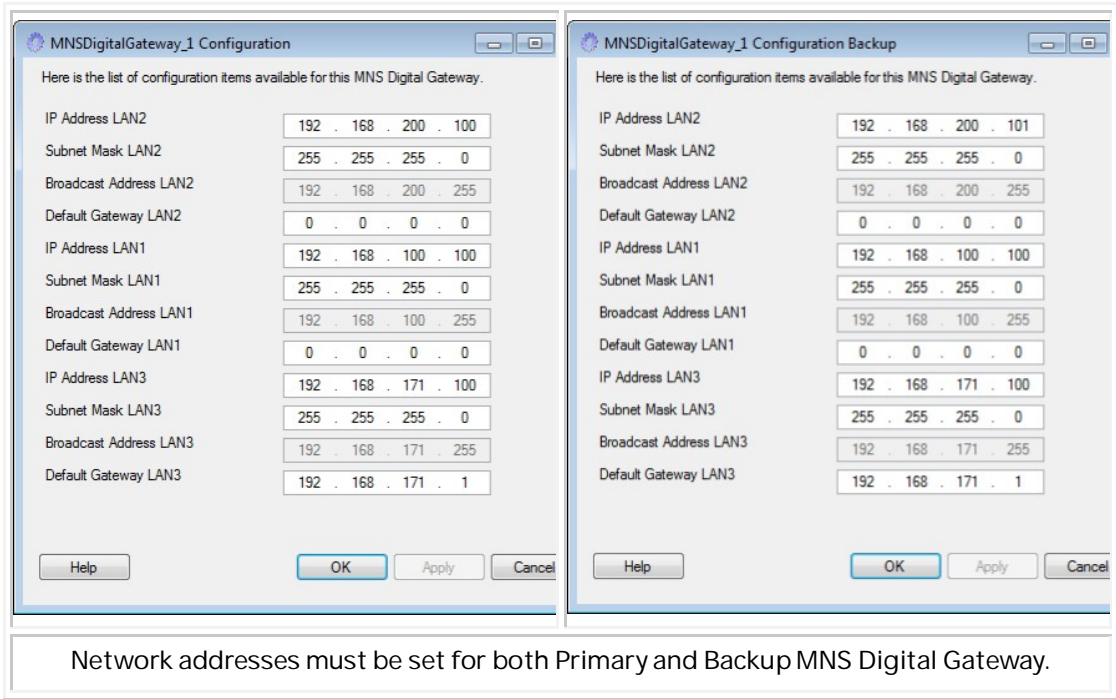 MNSDigitalGateway_1 Configuration
Here is the list of configuration items available for this MNS Digital Gateway.
IP Address LAN2 192 . 168 . 200 . 100
Subnet Mask LAN2 255 . 255 . 255 . 0
Broadcast Address LAN2 192 . 168 . 200 . 255
Default Gateway LAN2 0 . 0 . 0 . 0
IP Address LAN1 192 . 168 . 100 . 100
Subnet Mask LAN1 255 . 255 . 255 . 0
Broadcast Address LAN1 192 . 168 . 100 . 255
Default Gateway LAN1 0 . 0 . 0 . 0
IP Address LAN3 192 . 168 . 171 . 100
Subnet Mask LAN3 255 . 255 . 255 . 0
Broadcast Address LAN3 192 . 168 . 171 . 255
Default Gateway LAN3 192 . 168 . 171 . 1
Help OK Apply Cancel
MNSDigitalGateway_1 Configuration Backup
Here is the list of configuration items available for this MNS Digital Gateway.
IP Address LAN2 192 . 168 . 200 . 101
Subnet Mask LAN2 255 . 255 . 255 . 0
Broadcast Address LAN2 192 . 168 . 200 . 255
Default Gateway LAN2 0 . 0 . 0 . 0
IP Address LAN1 192 . 168 . 100 . 100
Subnet Mask LAN1 255 . 255 . 255 . 0
Broadcast Address LAN1 192 . 168 . 100 . 255
Default Gateway LAN1 0 . 0 . 0 . 0
IP Address LAN3 192 . 168 . 171 . 100
Subnet Mask LAN3 255 . 255 . 255 . 0
Broadcast Address LAN3 192 . 168 . 171 . 255
Default Gateway LAN3 192 . 168 . 171 . 1
Help OK Apply Cancel
Network addresses must be set for both Primary and Backup MNS Digital Gateway.